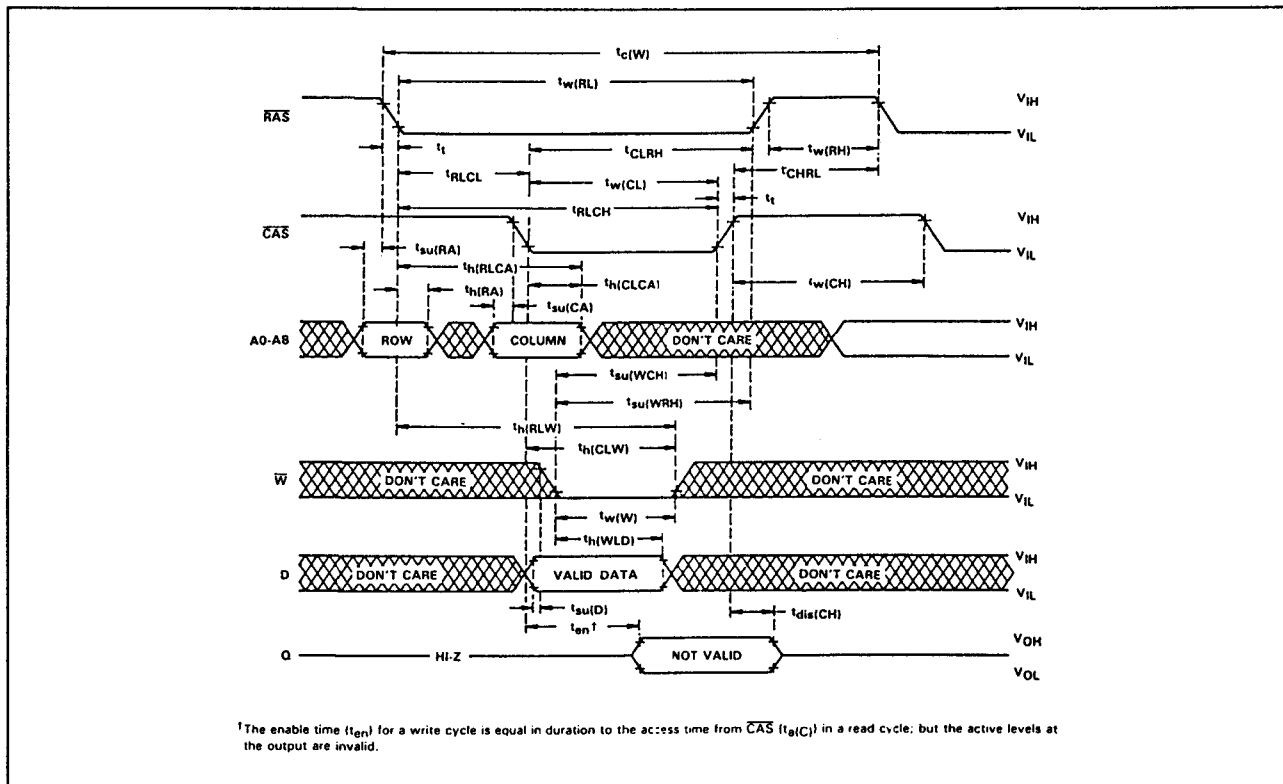 tc(W)
tw(RL)
RAS
VIH
VIL
tt
tCLRH
tw(RH)
tRLCL
tCHRL
tw(CL)
tt
tRLCH
CAS
VIH
VIL
tsu(RA)
th(RLCA)
tw(CH)
th(RA)
th(CLCA)
tsu(CA)
A0-A8
ROW
COLUMN
DON'T CARE
VIH
VIL
tsu(WCH)
tsu(WRH)
th(RLW)
th(CLW)
W
DON'T CARE
DON'T CARE
VIH
VIL
tw(W)
th(WLD)
D
DON'T CARE
VALID DATA
DON'T CARE
VIH
VIL
tsu(D)
tdis(CH)
ten†
Q
HI-Z
NOT VALID
VOH
VOL
†The enable time (ten) for a write cycle is equal in duration to the access time from CAS (ta(C)) in a read cycle; but the active levels at
the output are invalid.